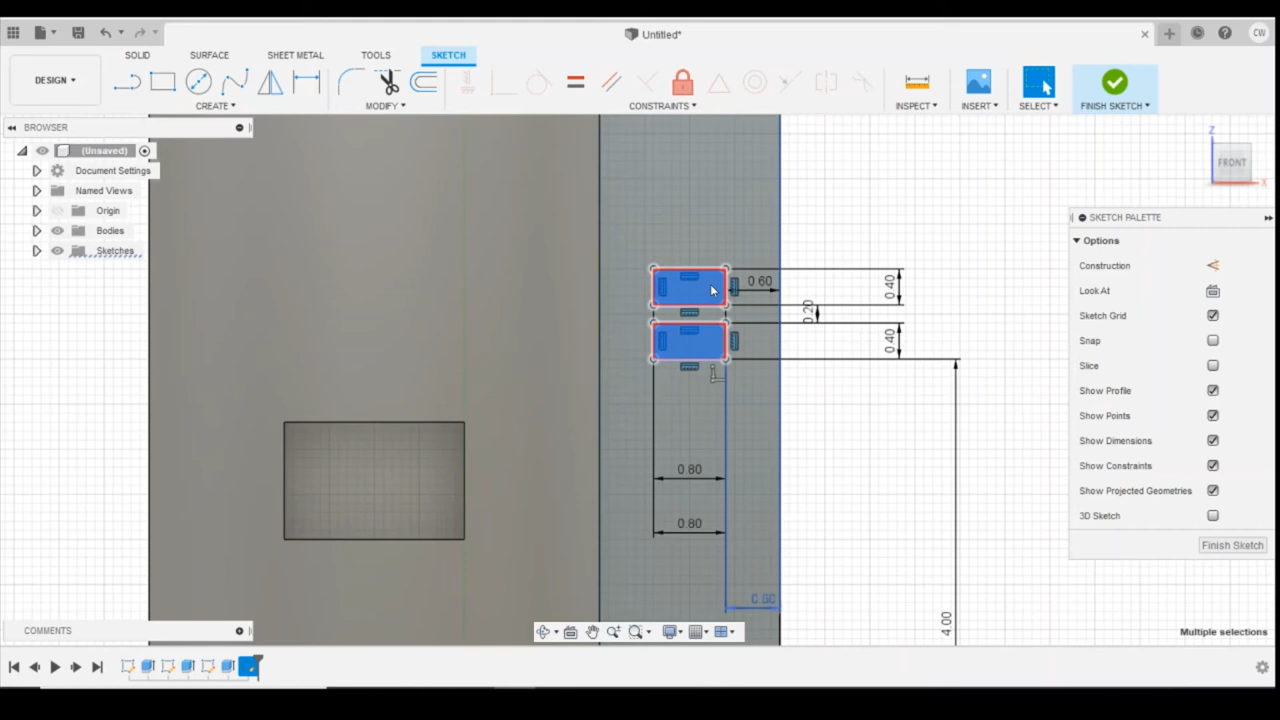 Untitled*
CW
SOLID SURFACE SHEET METAL TOOLS SKETCH
DESIGN
CREATE MODIFY CONSTRAINTS INSPECT INSERT SELECT FINISH SKETCH
BROWSER
(Unsaved)
Document Settings
Named Views
Origin
Bodies
Sketches
Z
FRONT
X
SKETCH PALETTE
Options
Construction
Look At
Sketch Grid
Snap
Slice
Show Profile
Show Points
Show Dimensions
Show Constraints
Show Projected Geometries
3D Sketch
Finish Sketch
0.60
0.40
0.20
0.40
0.80
0.80
4.00
COMMENTS
Multiple selections